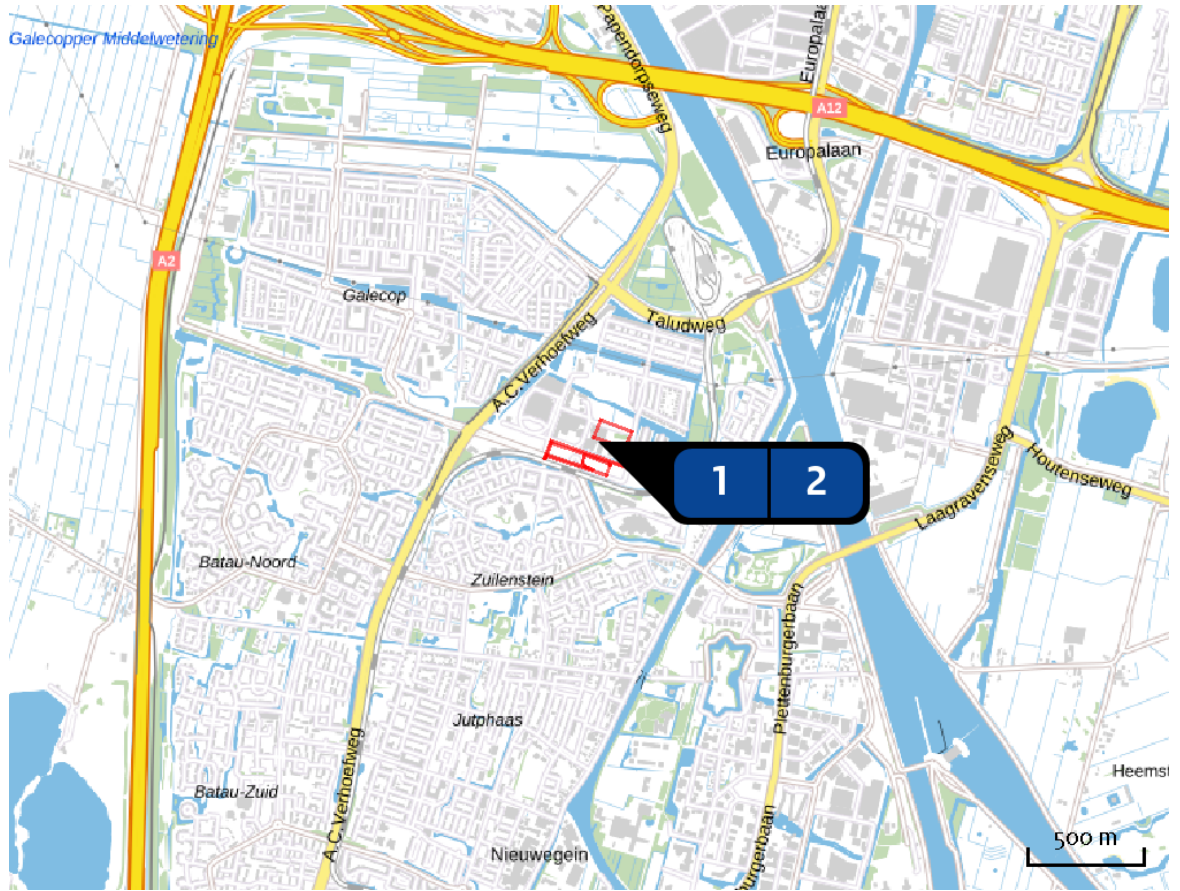 Galecopper Middelwetering
Papendorpseweg
Europalaa
A12
Europalaan
A2
Galecop
Taludweg
A.C.Verhoefweg
1 2
Houtenseweg
Laagravenseweg
Batau-Noord
Zuilenstein
Plettenburgerbaan
Jutphaas
A.C.Verhoefweg
Heemst
Batau-Zuid
burgerbaan
Nieuwegein
500 m